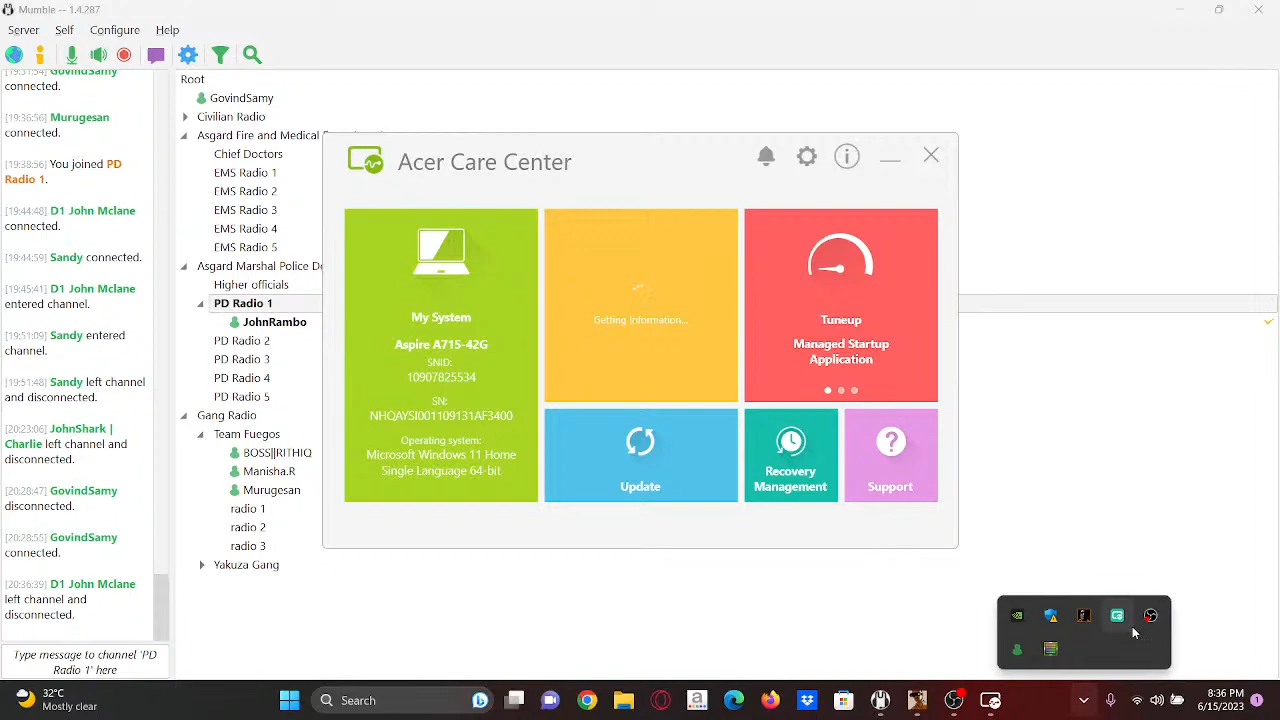 Mumble -- 1.4.287
Server Self Configure Help
[19:31:54] GovindSamy
connected.
[19:36:56] Murugesan
connected.
[19:38:56] You joined PD
Radio 1.
[19:44:48] D1 John Mclane
connected.
[19:44:59] Sandy connected.
[19:45:41] D1 John Mclane
entered channel.
[19:51:09] Sandy entered
channel.
[19:51:48] Sandy left channel
and disconnected.
[20:23:06] JohnShark |
Charlie left channel and
disconnected.
[20:28:47] GovindSamy
disconnected.
[20:28:55] GovindSamy
connected.
[20:36:39] D1 John Mclane
left channel and
disconnected.
Type message to channel 'PD
Radio 1' here
Root
GovindSamy
Civilian Radio
Asgard Fire and Medical
Chief Doctors
EMS Radio 1
EMS Radio 2
EMS Radio 3
EMS Radio 4
EMS Radio 5
Asgard Marshal Police De
Higher officials
PD Radio 1
JohnRambo
PD Radio 2
PD Radio 3
PD Radio 4
PD Radio 5
Gang Radio
Team Fuegos
BOSS||RITHIQ
Manisha.R
Murugesan
radio 1
radio 2
radio 3
Yakuza Gang
Acer Care Center
My System
Aspire A715-42G
SNID:
10907825534
SN:
NHQAYSI001109131AF3400
Operating system:
Microsoft Windows 11 Home
Single Language 64-bit
Getting Information...
Tuneup
Managed Startup
Application
Update
Recovery
Management
Support
32°C
Mostly clear
Search
8:36 PM
6/15/2023
1